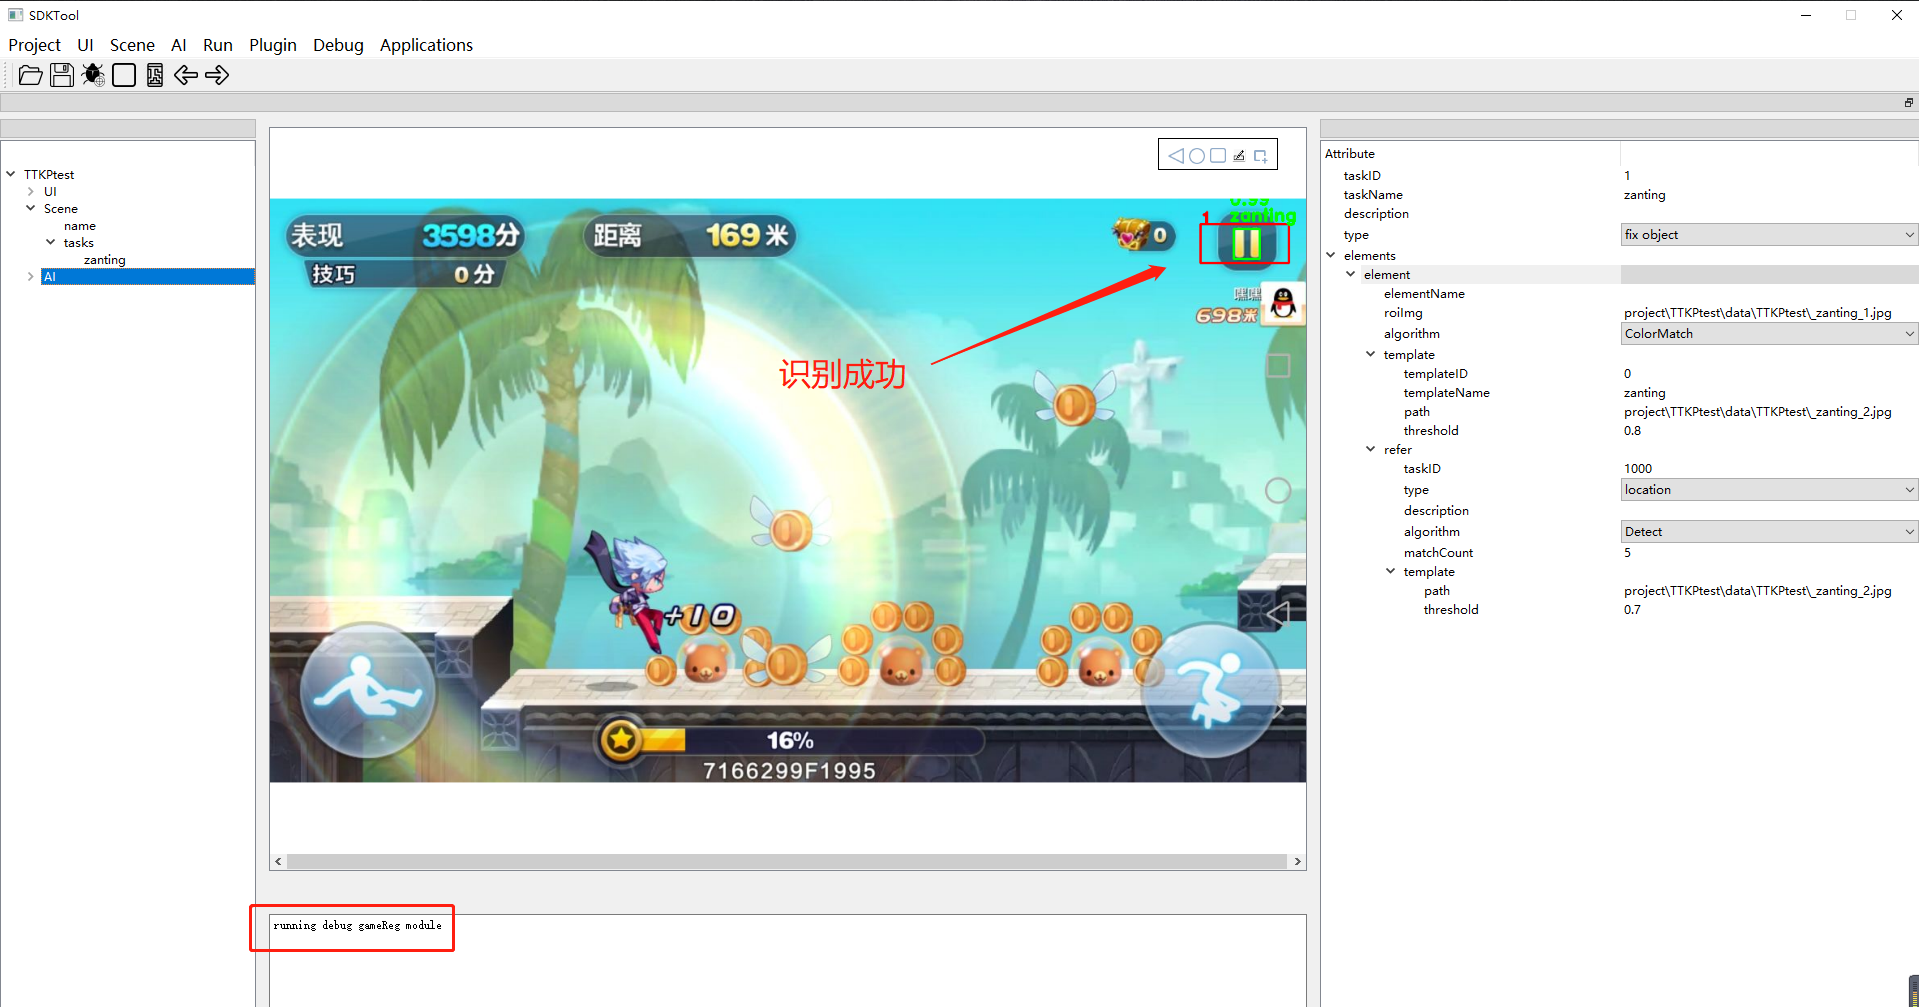 SDKTool
Project UI Scene AI Run Plugin Debug Applications
TTKPtest
UI
Scene
name
tasks
zanting
AI
表现 3598分
技巧 0分
距离 169米
0
0.99
1 zanting
嘿嘿
698米
识别成功
+10
16%
7166299F1995
running debug gameReg module
Attribute
taskID 1
taskName zanting
description
type fix object
elements
element
elementName
roiImg project\TTKPtest\data\TTKPtest\_zanting_1.jpg
algorithm ColorMatch
template
templateID 0
templateName zanting
path project\TTKPtest\data\TTKPtest\_zanting_2.jpg
threshold 0.8
refer
taskID 1000
type location
description
algorithm Detect
matchCount 5
template
path project\TTKPtest\data\TTKPtest\_zanting_2.jpg
threshold 0.7